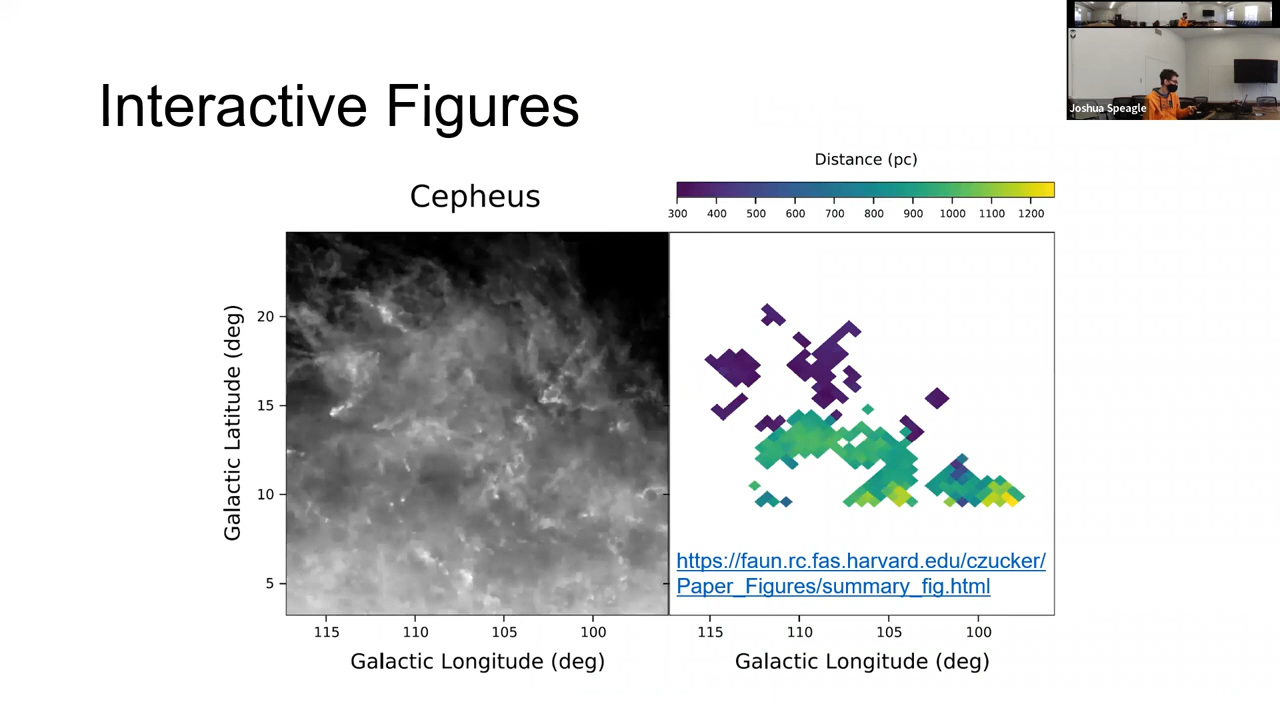 Interactive Figures
Joshua Speagle
Distance (pc)
300 400 500 600 700 800 900 1000 1100 1200
Cepheus
Galactic Latitude (deg)
20
15
10
5
https://faun.rc.fas.harvard.edu/czucker/
Paper_Figures/summary_fig.html
115 110 105 100
115 110 105 100
Galactic Longitude (deg)
Galactic Longitude (deg)